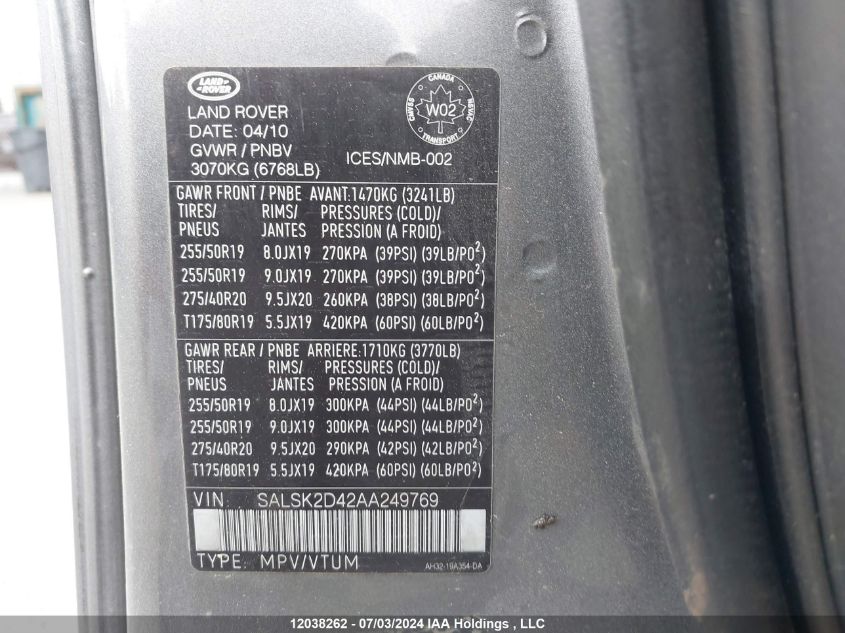 LAND ROVER
LAND ROVER
DATE: 04/10
GVWR / PNBV
3070KG (6768LB)
CANADA
W02
TRANSPORT
ICES/NMB-002
GAWR FRONT / PNBE AVANT:1470KG (3241LB)
TIRES/ RIMS/ PRESSURES (COLD)/
PNEUS JANTES PRESSION (A FROID)
255/50R19 8.0JX19 270KPA (39PSI) (39LB/PO²)
255/50R19 9.0JX19 270KPA (39PSI) (39LB/PO²)
275/40R20 9.5JX20 260KPA (38PSI) (38LB/PO²)
T175/80R19 5.5JX19 420KPA (60PSI) (60LB/PO²)
GAWR REAR / PNBE ARRIERE:1710KG (3770LB)
TIRES/ RIMS/ PRESSURES (COLD)/
PNEUS JANTES PRESSION (A FROID)
255/50R19 8.0JX19 300KPA (44PSI) (44LB/PO²)
255/50R19 9.0JX19 300KPA (44PSI) (44LB/PO²)
275/40R20 9.5JX20 290KPA (42PSI) (42LB/PO²)
T175/80R19 5.5JX19 420KPA (60PSI) (60LB/PO²)
VIN: SALSK2D42AA249769
TYPE: MPV/VTUM
AH32-19A354-DA
12038262 - 07/03/2024 IAA Holdings , LLC